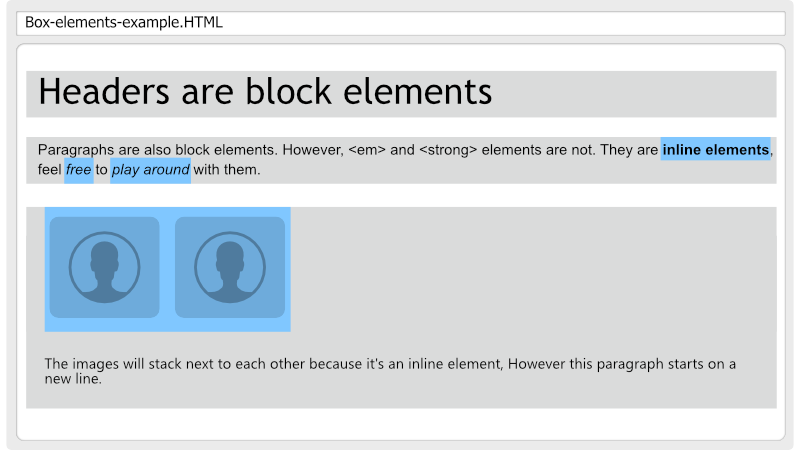 Box-elements-example.HTML
Headers are block elements
Paragraphs are also block elements. However, <em> and <strong> elements are not. They are inline elements,
feel free to play around with them.
The images will stack next to each other because it's an inline element, However this paragraph starts on a
new line.